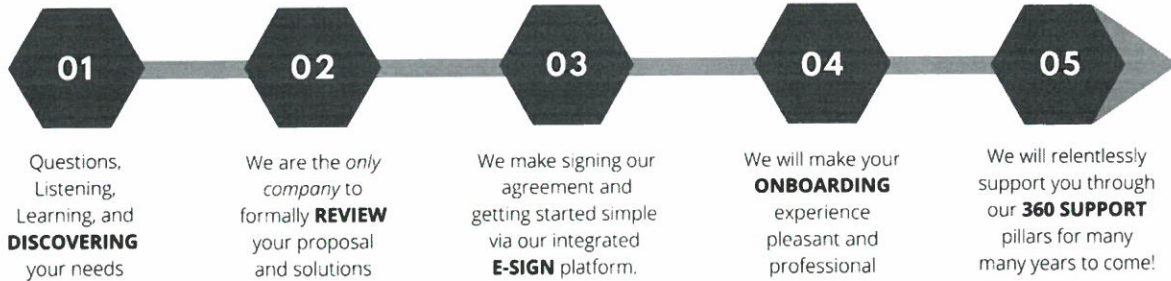 01
Questions,
Listening,
Learning, and
DISCOVERING
your needs
02
We are the only
company to
formally REVIEW
your proposal
and solutions
03
We make signing our
agreement and
getting started simple
via our integrated
E-SIGN platform.
04
We will make your
ONBOARDING
experience
pleasant and
professional
05
We will relentlessly
support you through
our 360 SUPPORT
pillars for many
many years to come!